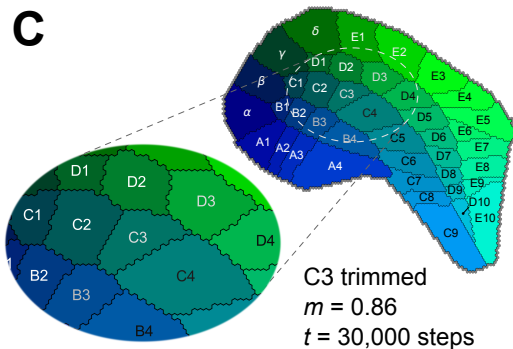 C
δ E1
γ E2
D1 D2
β C1 D3 E3
C2 C3 D4 E4
α B1 B2 C4 D5 E5
B3 E6
A1 B4 C5 D6 E7
A2 A3 A4 C6 D7 E8
C7 D8 E9
C8 D9 D10
C9 E10
D1 D2
D3
C1 C2 C3 D4
B2 C4
B3
B4
C3 trimmed
m = 0.86
t = 30,000 steps